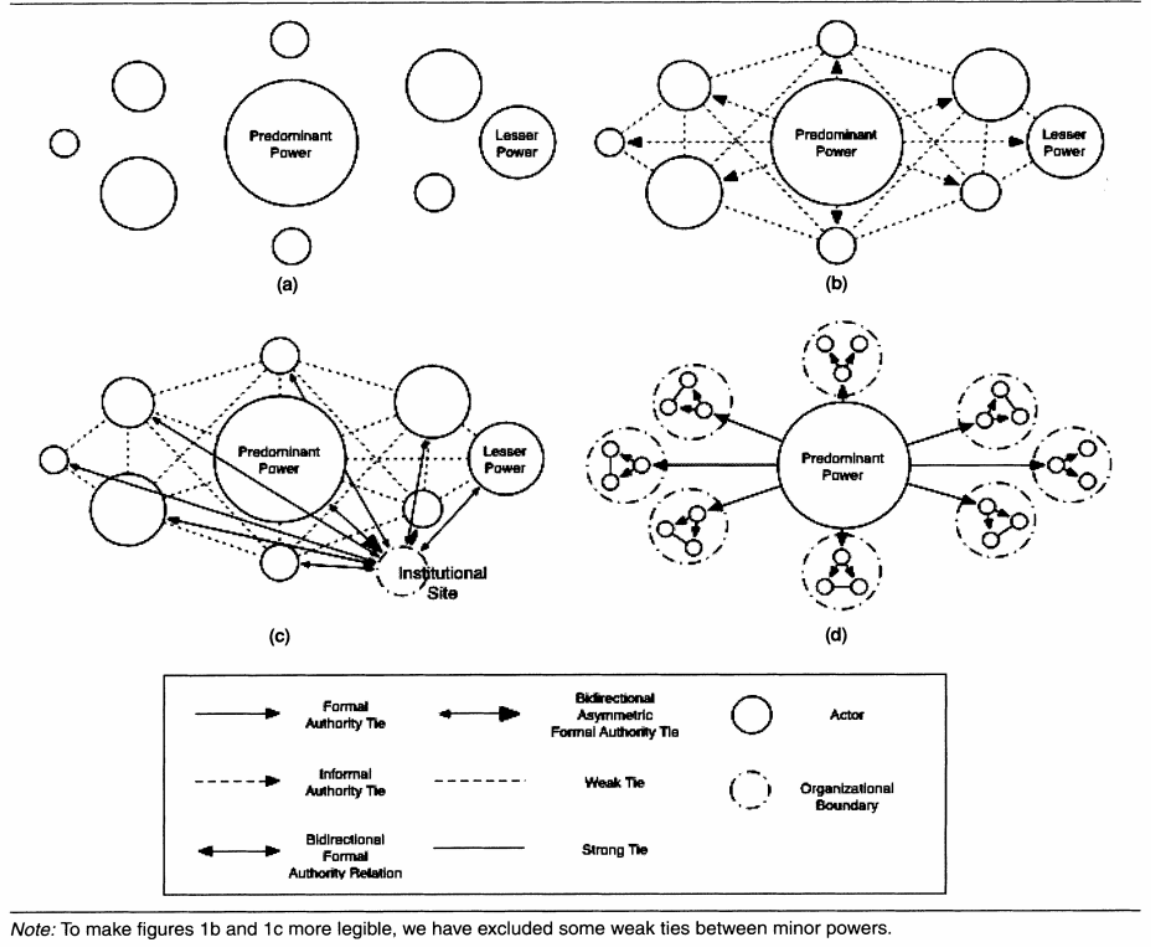 Predominant
Power
Lesser
Power
(a)
Predominant
Power
Lesser
Power
(b)
Predominant
Power
Lesser
Power
Institutional
Site
(c)
Predominant
Power
(d)
Formal
Authority Tie
Bidirectional
Asymmetric
Formal Authority Tie
Actor
Informal
Authority Tie
Weak Tie
Organizational
Boundary
Bidirectional
Formal
Authority Relation
Strong Tie
Note: To make figures 1b and 1c more legible, we have excluded some weak ties between minor powers.